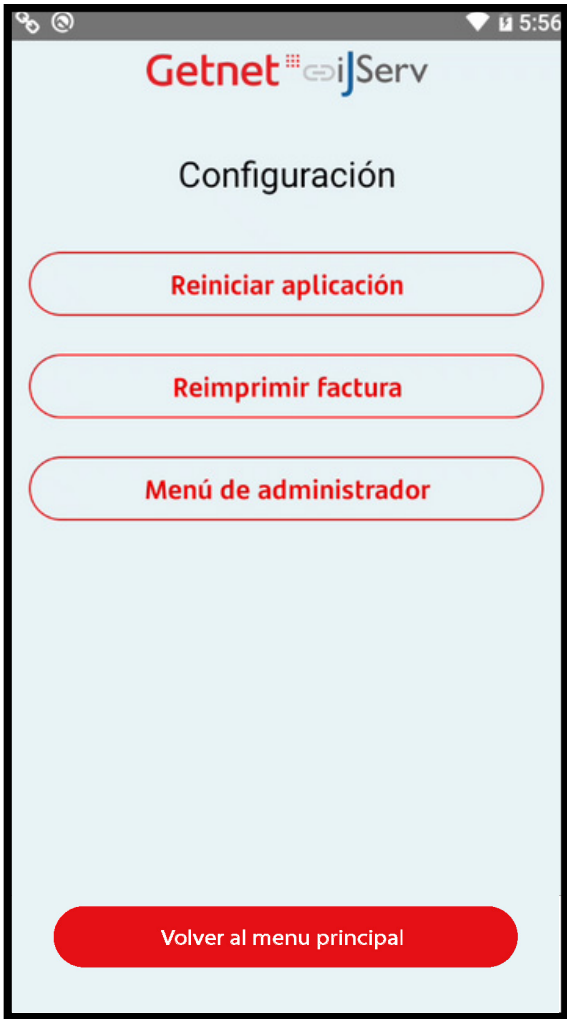 5:56
Getnet iJServ
Configuración
Reiniciar aplicación
Reimprimir factura
Menú de administrador
Volver al menu principal